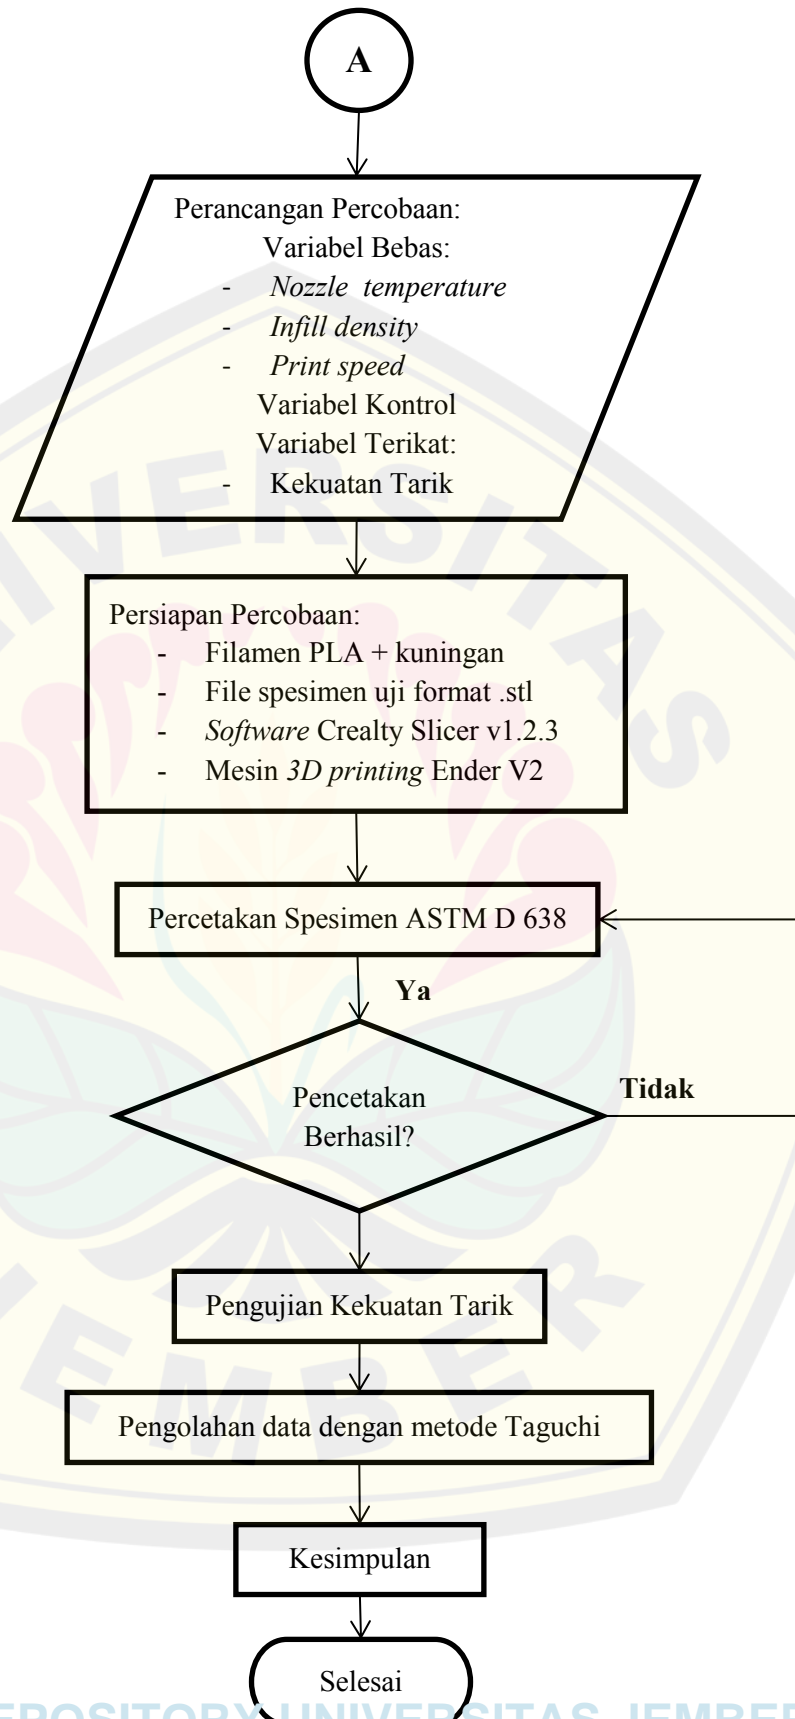 A
Perancangan Percobaan:
Variabel Bebas:
- Nozzle temperature
- Infill density
- Print speed
Variabel Kontrol
Variabel Terikat:
- Kekuatan Tarik
Persiapan Percobaan:
- Filamen PLA + kuningan
- File spesimen uji format .stl
- Software Crealty Slicer v1.2.3
- Mesin 3D printing Ender V2
Percetakan Spesimen ASTM D 638
Ya
Pencetakan
Berhasil?
Tidak
Pengujian Kekuatan Tarik
Pengolahan data dengan metode Taguchi
Kesimpulan
Selesai
UNIVERSITAS
JEMBER
EPOSITORY UNIVERSITAS JEMBER